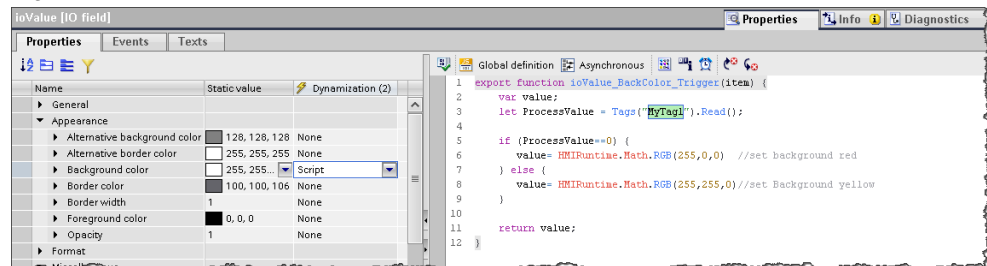 ioValue [IO field]
Properties Info Diagnostics
Properties Events Texts
Global definition Asynchronous
Name Static value Dynamization (2)
General
Appearance
Alternative background color 128, 128, 128 None
Alternative border color 255, 255, 255 None
Background color 255, 255... Script
Border color 100, 100, 106 None
Border width 1 None
Foreground color 0, 0, 0 None
Opacity 1 None
Format
1 export function ioValue_BackColor_Trigger(item) {
2 var value;
3 let ProcessValue = Tags("MyTag1").Read();
4
5 if (ProcessValue==0) {
6 value= HMIRuntime.Math.RGB(255,0,0) //set background red
7 } else {
8 value= HMIRuntime.Math.RGB(255,255,0)//set Background yellow
9 }
10
11 return value;
12 }